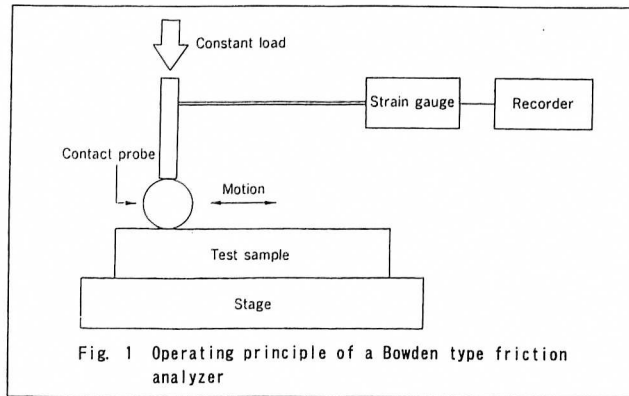 Constant load
Strain gauge
Recorder
Contact probe
Motion
Test sample
Stage
Fig. 1 Operating principle of a Bowden type friction
analyzer